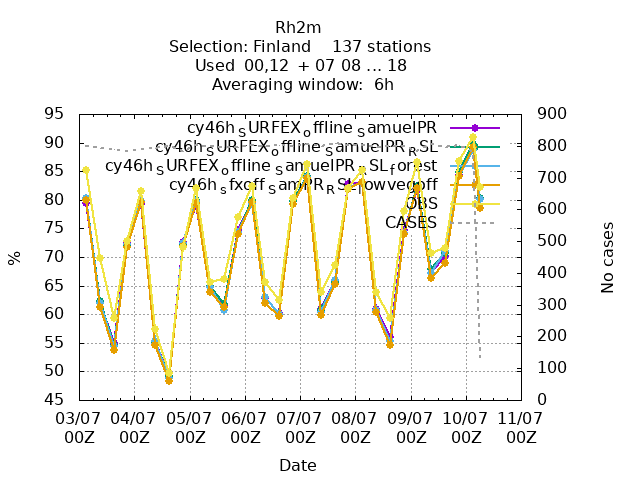 Rh2m
Selection: Finland 137 stations
Used 00,12 + 07 08 ... 18
Averaging window: 6h
95 900
90 800
85 700
80 600
75 500
70 400
65 300
60 200
55 100
50 0
45
%
No cases
cy46h_SURFEX_offline_SamuelPR
cy46h_SURFEX_offline_SamuelPR_RSL
cy46h_SURFEX_offline_SamuelPR_RSL_forest
OBS
CASES
03/07 04/07 05/07 06/07 07/07 08/07 09/07 10/07 11/07
00Z 00Z 00Z 00Z 00Z 00Z 00Z 00Z 00Z
Date